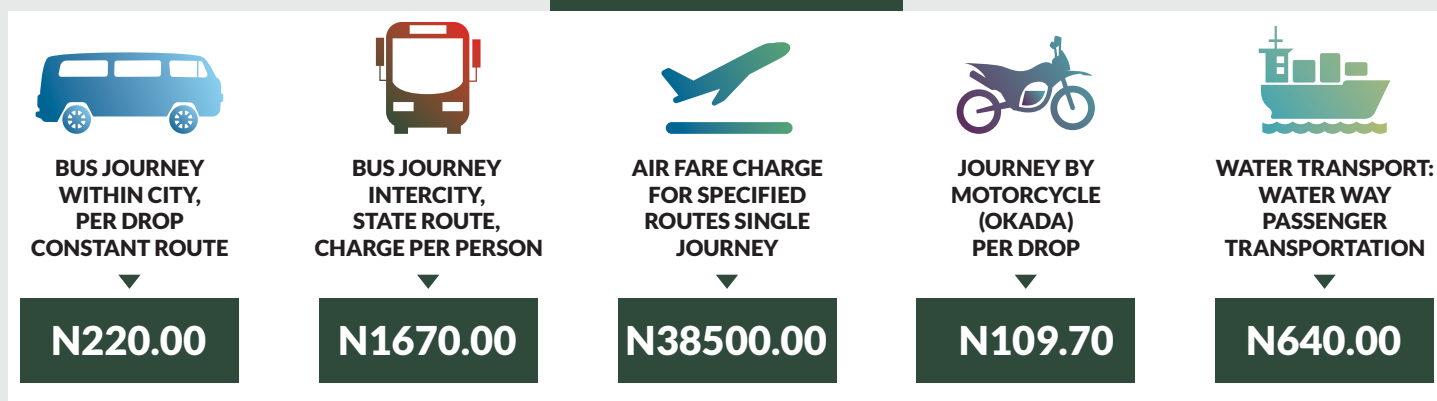 BUS JOURNEY
WITHIN CITY,
PER DROP
CONSTANT ROUTE
N220.00
BUS JOURNEY
INTERCITY,
STATE ROUTE,
CHARGE PER PERSON
N1670.00
AIR FARE CHARGE
FOR SPECIFIED
ROUTES SINGLE
JOURNEY
N38500.00
JOURNEY BY
MOTORCYCLE
(OKADA)
PER DROP
N109.70
WATER TRANSPORT:
WATER WAY
PASSENGER
TRANSPORTATION
N640.00